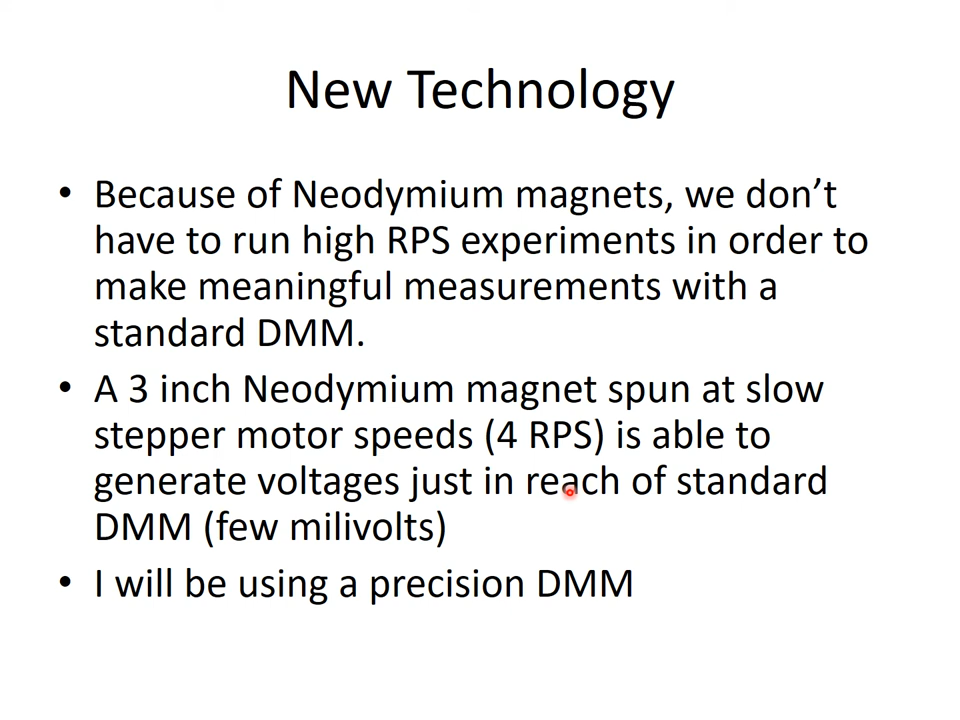 New Technology
• Because of Neodymium magnets, we don’t
have to run high RPS experiments in order to
make meaningful measurements with a
standard DMM.
• A 3 inch Neodymium magnet spun at slow
stepper motor speeds (4 RPS) is able to
generate voltages just in reach of standard
DMM (few milivolts)
• I will be using a precision DMM